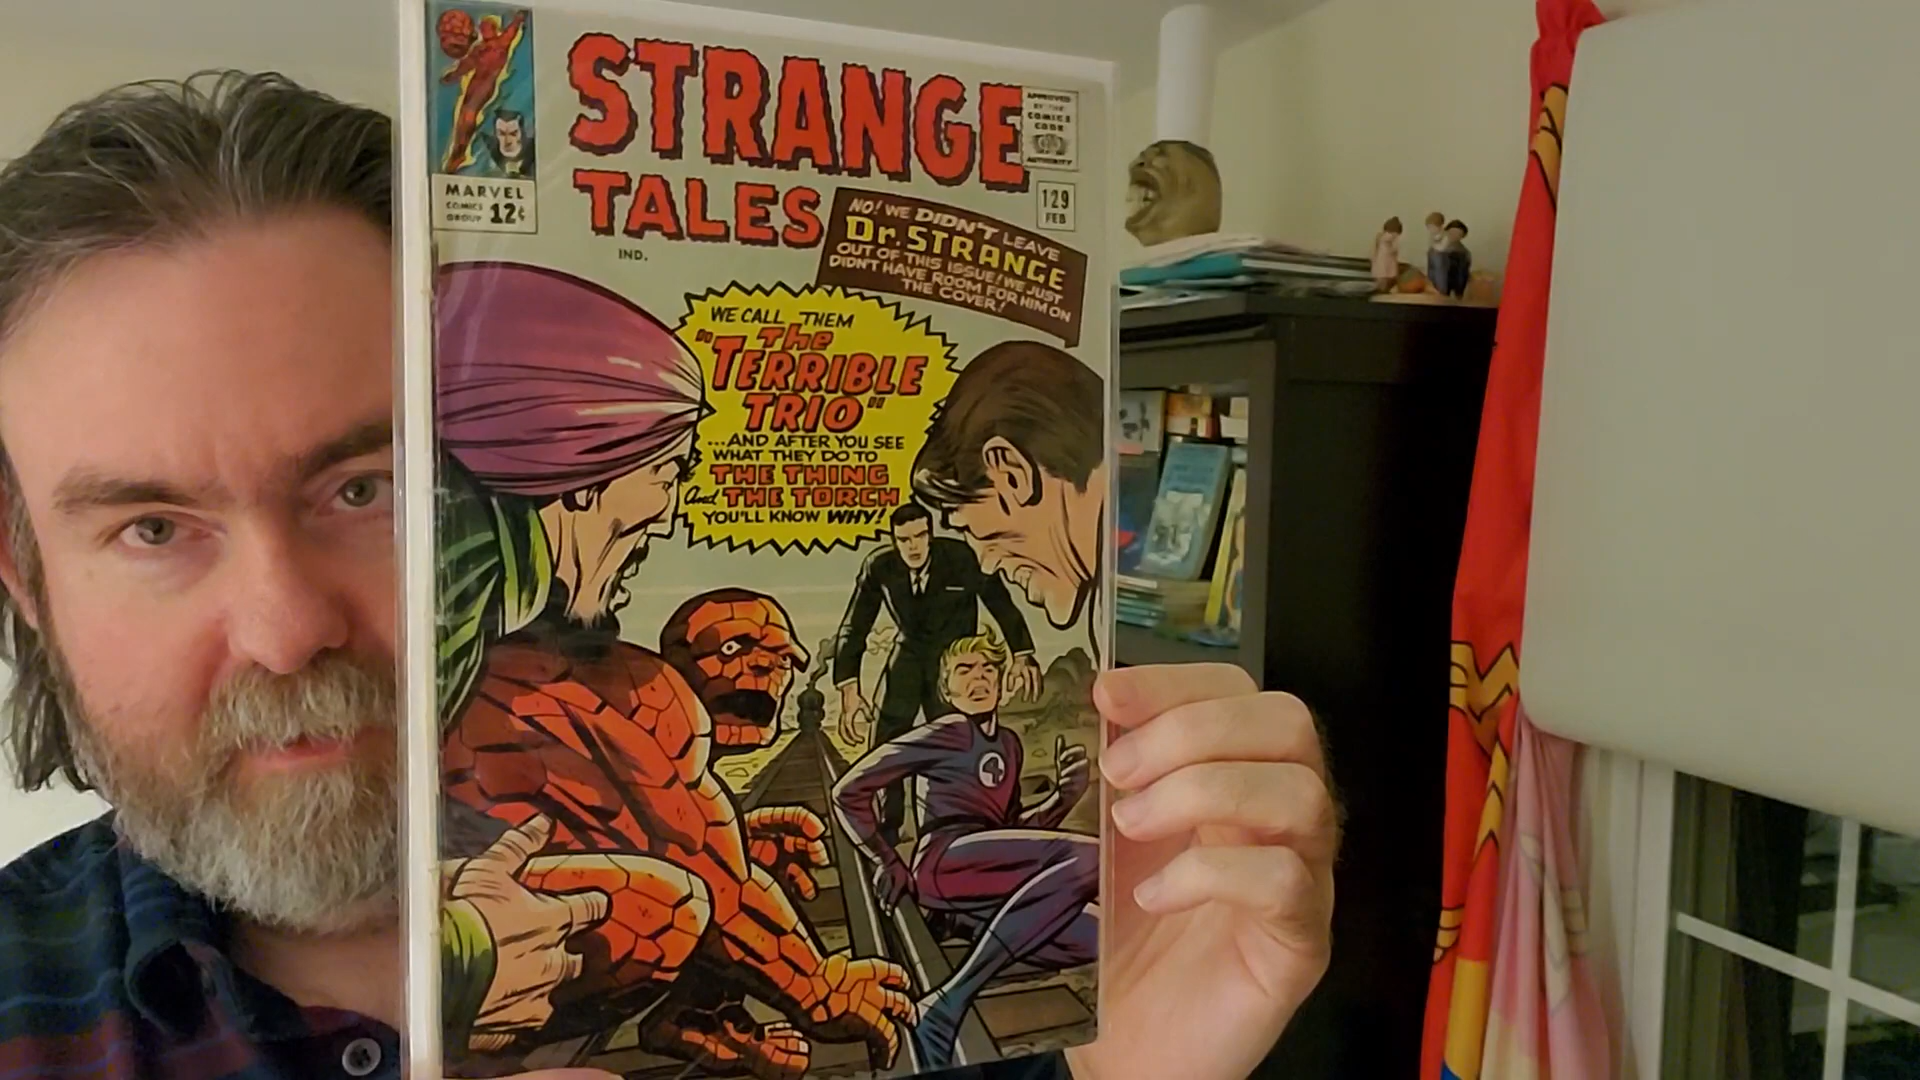 STRANGE
TALES
IND.
MARVEL
COMICS
GROUP
12¢
APPROVED
BY THE
COMICS
CODE
AUTHORITY
129
FEB
NO! WE DIDN'T LEAVE
Dr. STRANGE
OUT OF THIS ISSUE! WE JUST
DIDN'T HAVE ROOM FOR HIM ON
THE COVER!
WE CALL THEM
"The
TERRIBLE
TRIO"
...AND AFTER YOU SEE
WHAT THEY DO TO
THE THING
And THE TORCH
YOU'LL KNOW WHY!
4